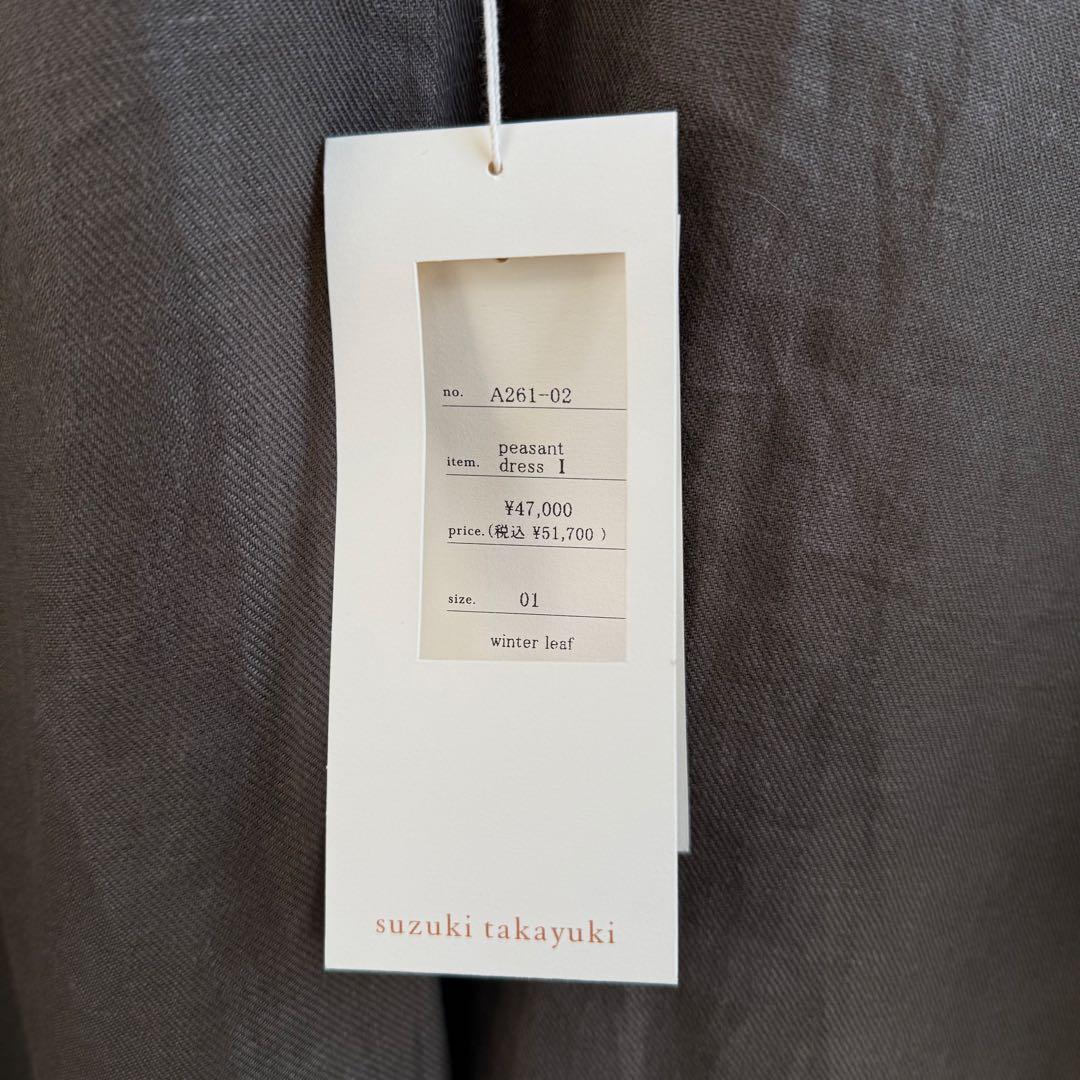 no. A261-02
peasant
item. dress I
¥47,000
price. (税込 ¥51,700 )
size. 01
winter leaf
suzuki takayuki